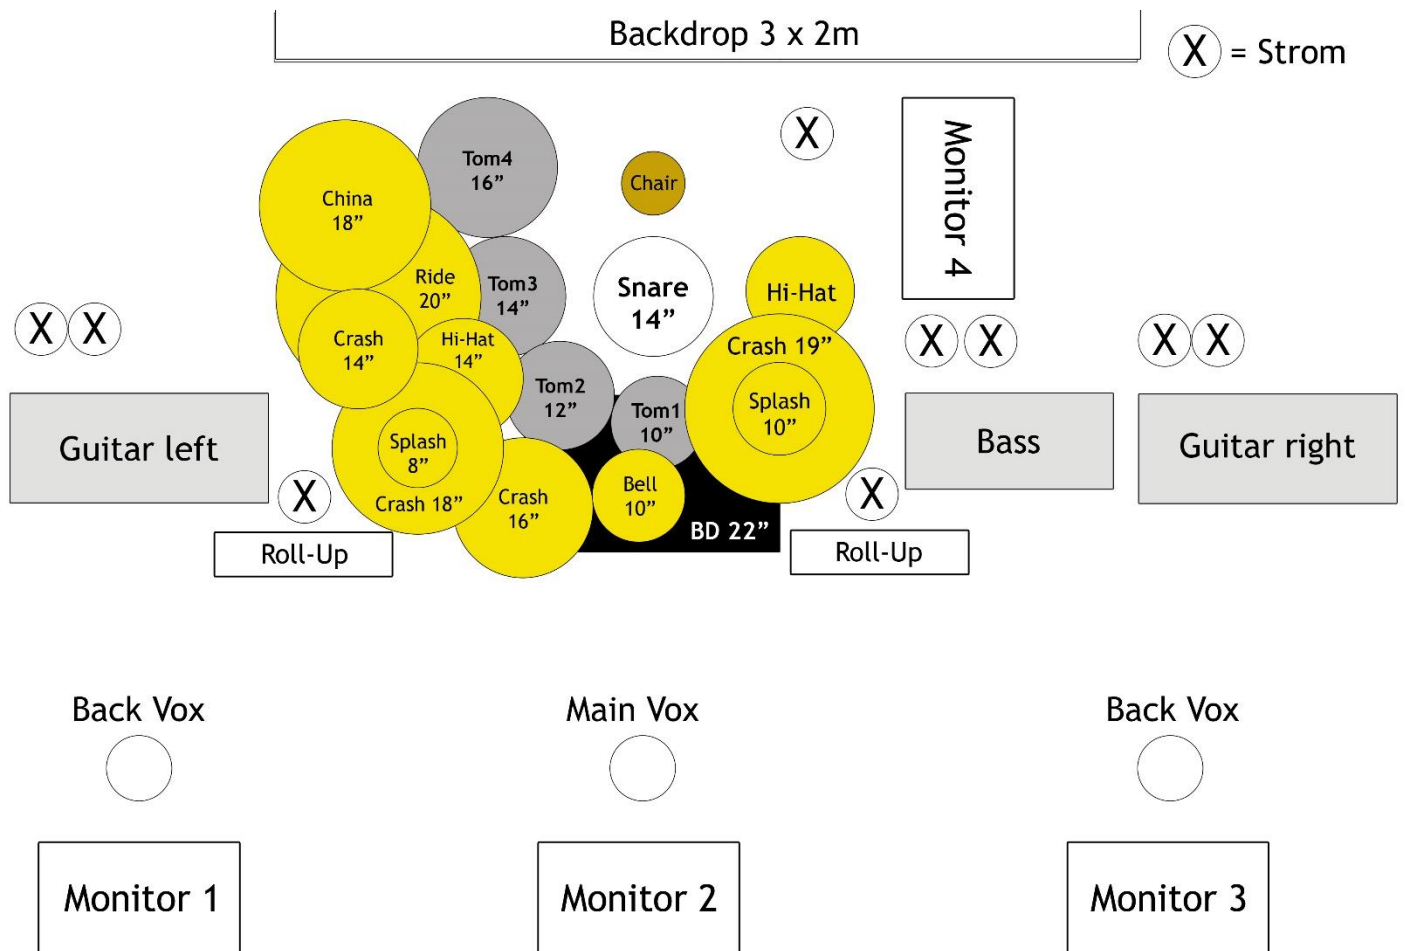 Backdrop 3 x 2m
X = Strom
X
Monitor 4
Tom4
16”
Chair
China
18”
Ride
20”
Tom3
14”
Snare
14”
Hi-Hat
X X
Crash
14”
Hi-Hat
14”
Crash 19”
X X
X X
Tom2
12”
Tom1
10”
Splash
10”
Guitar left
Splash
8”
Crash 18”
Bass
Guitar right
X
Crash
16”
Bell
10”
BD 22”
X
Roll-Up
Roll-Up
Back Vox
Main Vox
Back Vox
Monitor 1
Monitor 2
Monitor 3